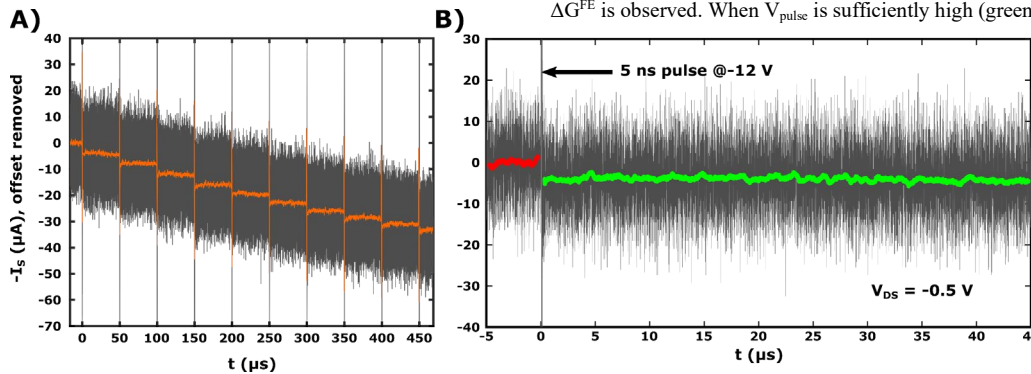 ΔG^FE is observed. When V_pulse is sufficiently high (green
A)
B)
-I_S (µA), offset removed
30
20
10
0
-10
-20
-30
-40
-50
-60
-70
0 50 100 150 200 250 300 350 400 450
t (µs)
30
20
10
0
-10
-20
-30
-40
5 ns pulse @-12 V
V_DS = -0.5 V
-5 0 5 10 15 20 25 30 35 40 4
t (µs)